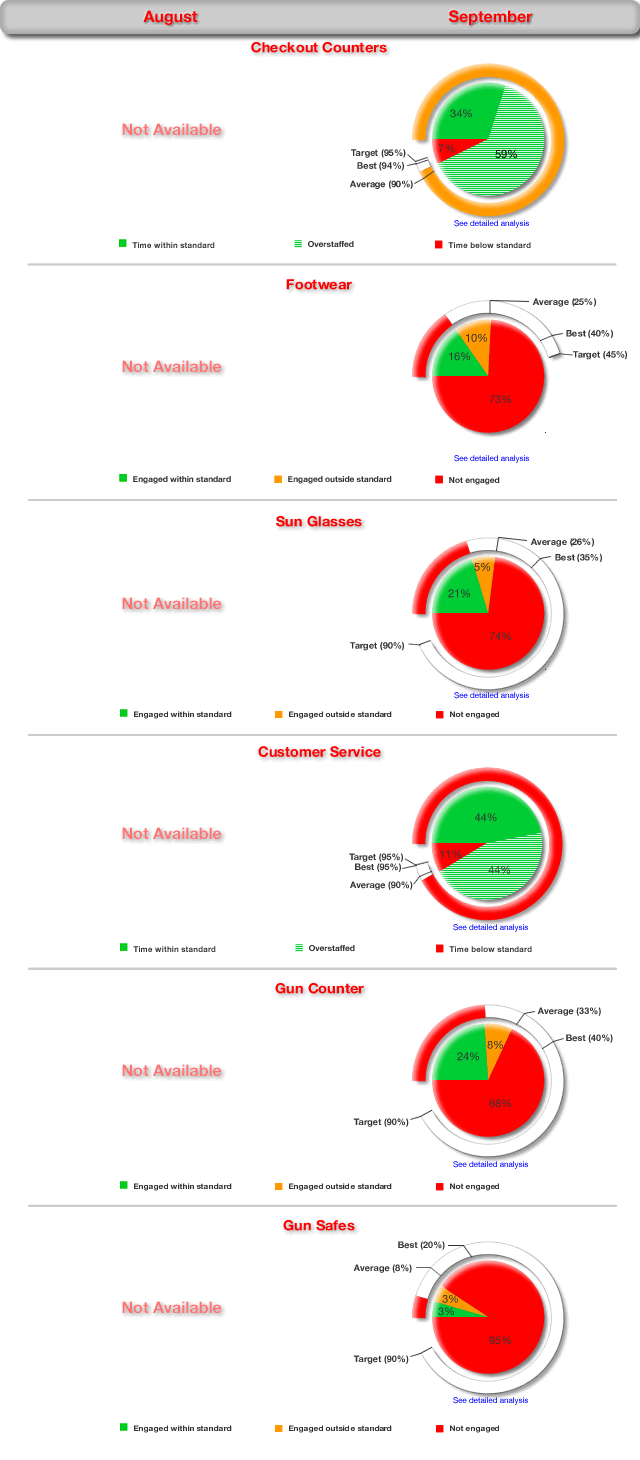 August September
Checkout Counters
Not Available
34%
7%
59%
Target (95%)
Best (94%)
Average (90%)
See detailed analysis
Time within standard Overstaffed Time below standard
Footwear
Average (25%)
Best (40%)
Target (45%)
10%
16%
Not Available
73%
See detailed analysis
Engaged within standard Engaged outside standard Not engaged
Sun Glasses
Average (26%)
Best (35%)
5%
21%
Not Available
74%
Target (90%)
See detailed analysis
Engaged within standard Engaged outside standard Not engaged
Customer Service
44%
Not Available
11%
Target (95%)
Best (95%)
44%
Average (90%)
See detailed analysis
Time within standard Overstaffed Time below standard
Gun Counter
Average (33%)
Best (40%)
8%
24%
Not Available
68%
Target (90%)
See detailed analysis
Engaged within standard Engaged outside standard Not engaged
Gun Safes
Best (20%)
Average (8%)
3%
3%
Not Available
95%
Target (90%)
See detailed analysis
Engaged within standard Engaged outside standard Not engaged